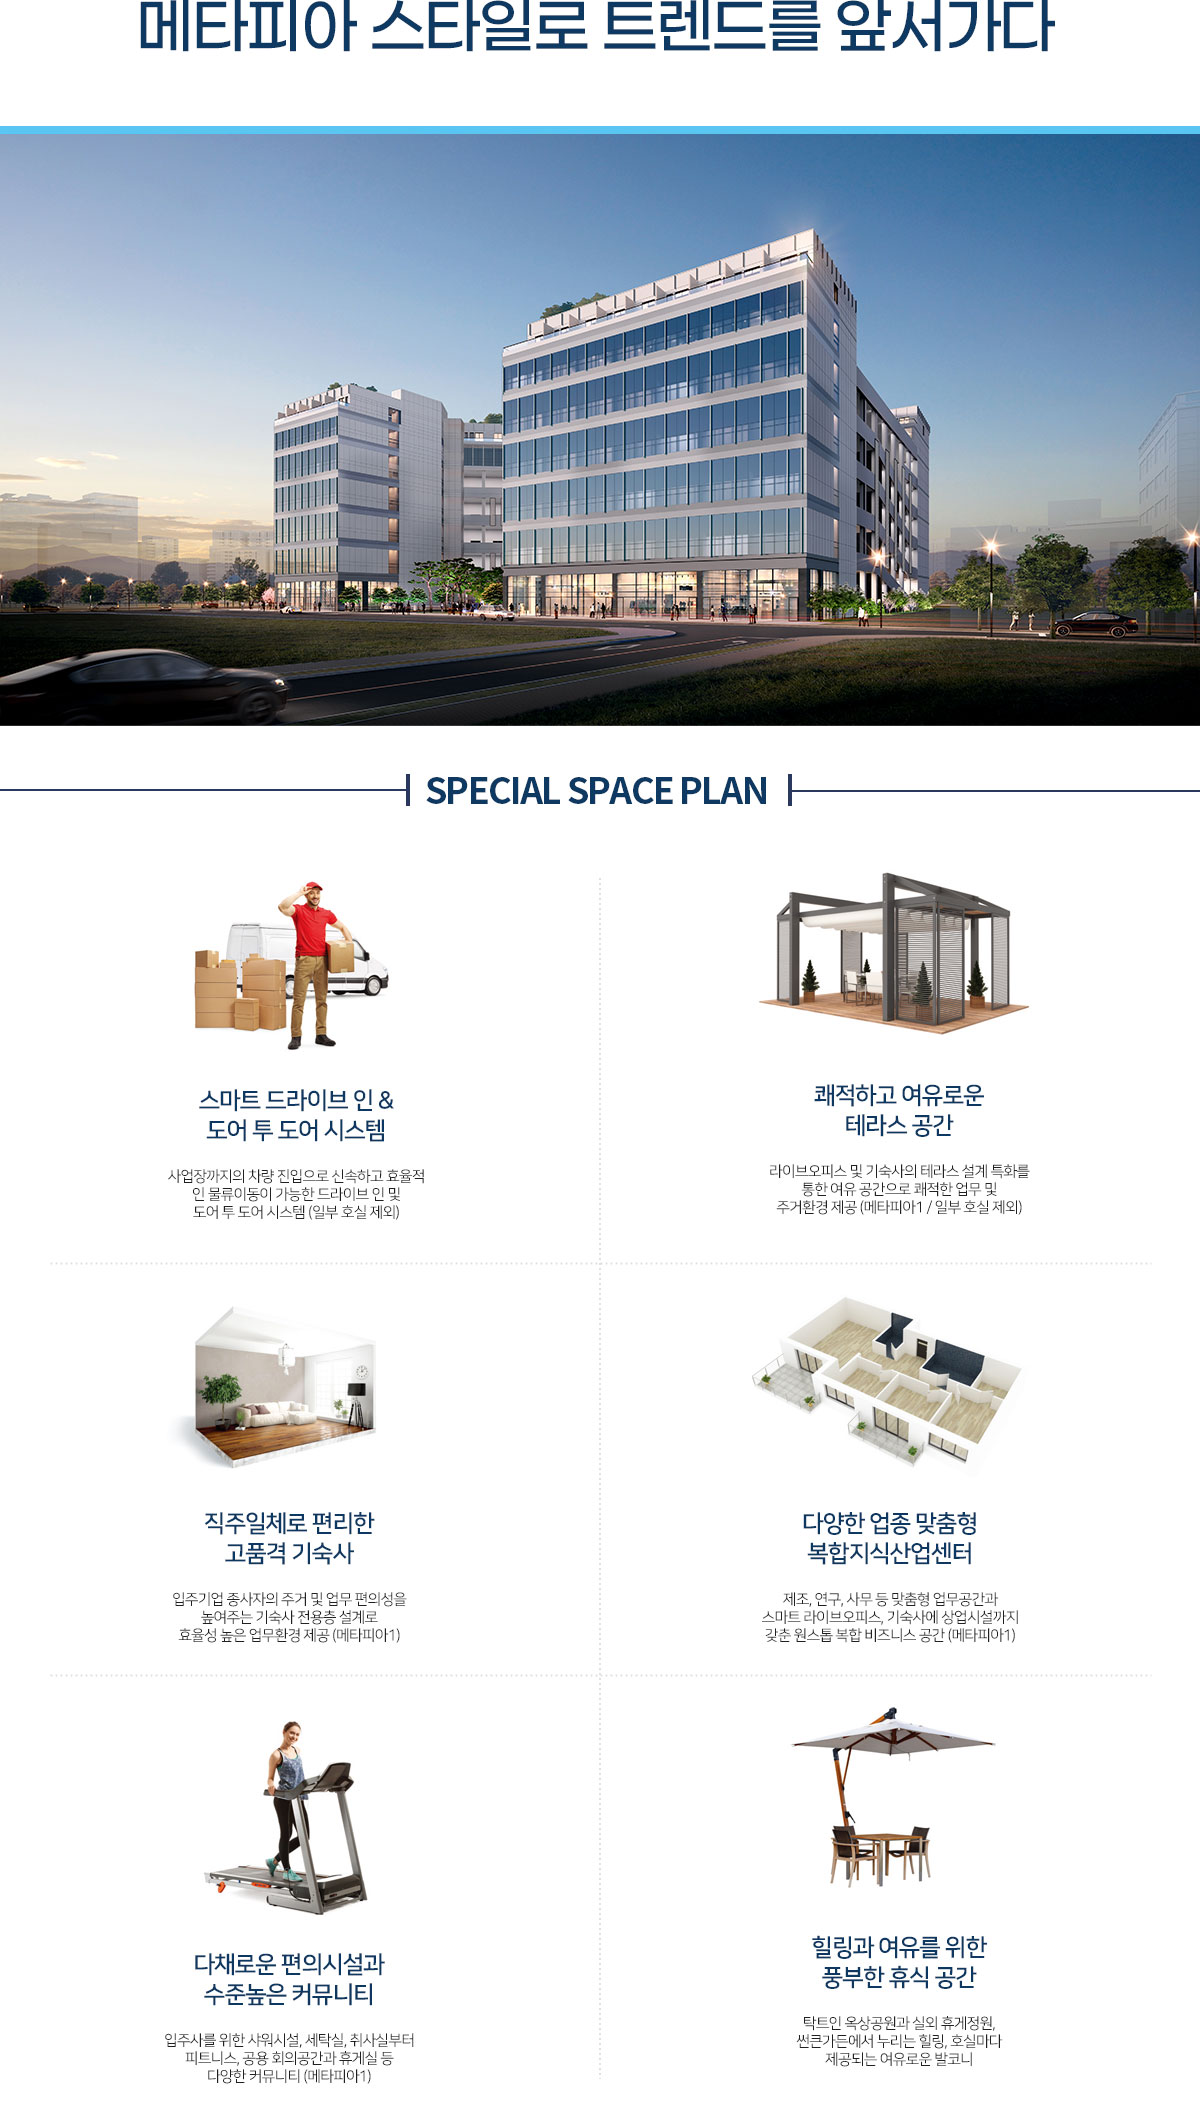 메타피아 스타일로 트렌드를 앞서가다
SPECIAL SPACE PLAN
스마트 드라이브 인 &
도어 투 도어 시스템
사업장까지의 차량 진입으로 신속하고 효율적
인 물류이동이 가능한 드라이브 인 및
도어 투 도어 시스템 (일부 호실 제외)
쾌적하고 여유로운
테라스 공간
라이브오피스 및 기숙사의 테라스 설계 특화를
통한 여유 공간으로 쾌적한 업무 및
주거환경 제공 (메타피아1 / 일부 호실 제외)
직주일체로 편리한
고품격 기숙사
입주기업 종사자의 주거 및 업무 편의성을
높여주는 기숙사 전용층 설계로
효율성 높은 업무환경 제공 (메타피아1)
다양한 업종 맞춤형
복합지식산업센터
제조, 연구, 사무 등 맞춤형 업무공간과
스마트 라이브오피스, 기숙사에 상업시설까지
갖춘 원스톱 복합 비즈니스 공간 (메타피아1)
다채로운 편의시설과
수준높은 커뮤니티
입주사를 위한 샤워시설, 세탁실, 취사실부터
피트니스, 공용 회의공간과 휴게실 등
다양한 커뮤니티 (메타피아1)
힐링과 여유를 위한
풍부한 휴식 공간
탁트인 옥상공원과 실외 휴게정원,
썬큰가든에서 누리는 힐링, 호실마다
제공되는 여유로운 발코니